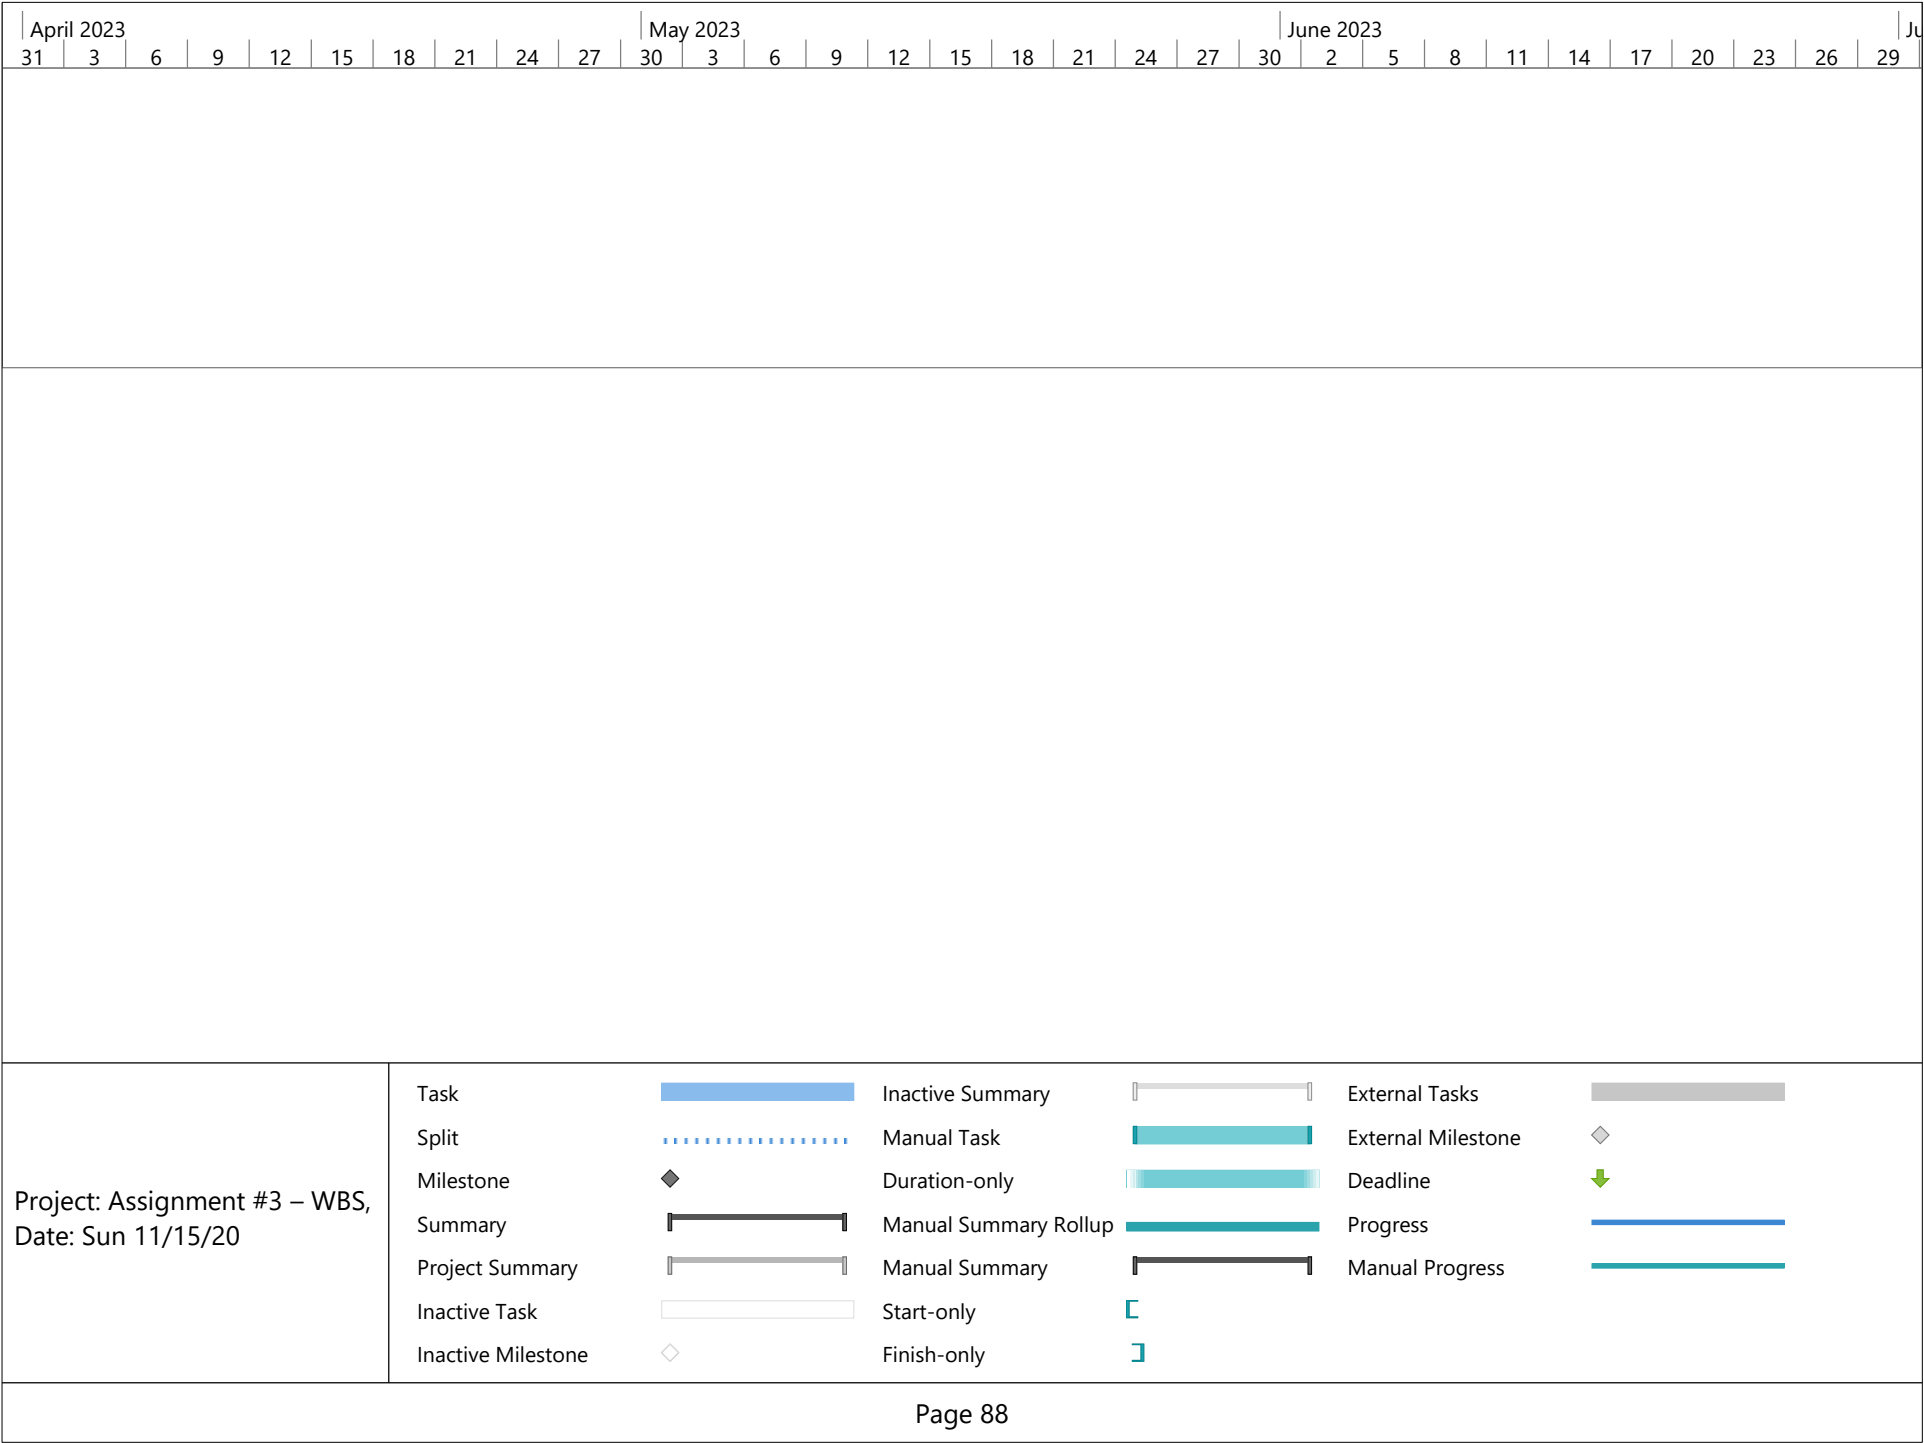 April 2023 May 2023 June 2023 Ju
31 3 6 9 12 15 18 21 24 27 30 3 6 9 12 15 18 21 24 27 30 2 5 8 11 14 17 20 23 26 29
Project: Assignment #3 – WBS,
Date: Sun 11/15/20
Task
Split
Milestone
Summary
Project Summary
Inactive Task
Inactive Milestone
Inactive Summary
Manual Task
Duration-only
Manual Summary Rollup
Manual Summary
Start-only
Finish-only
External Tasks
External Milestone
Deadline
Progress
Manual Progress
Page 88